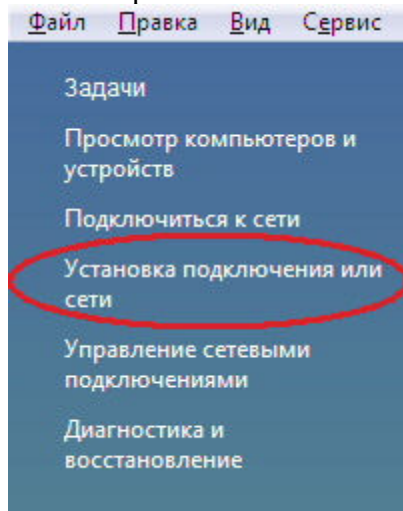 Файл Правка Вид Сервис
Задачи
Просмотр компьютеров и
устройств
Подключиться к сети
Установка подключения или
сети
Управление сетевыми
подключениями
Диагностика и
восстановление